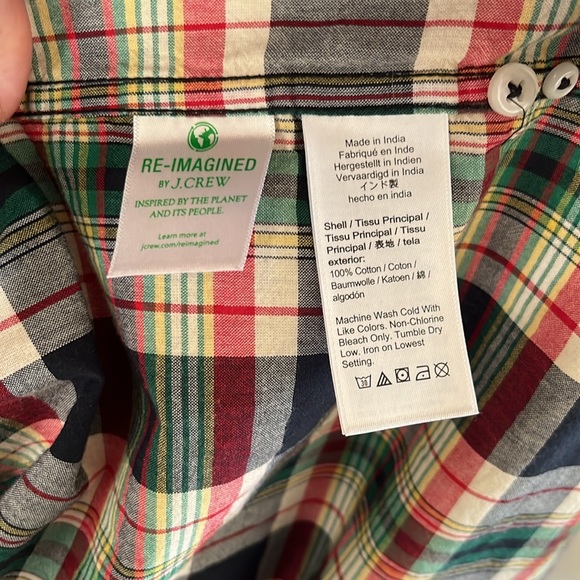 RE-IMAGINED
BY J.CREW
INSPIRED BY THE PLANET
AND ITS PEOPLE.
Learn more at
jcrew.com/reimagined
Made in India
Fabriqué en Inde
Hergestellt in Indien
Vervaardigd in India
インド製
hecho en india
Shell / Tissu Principal /
Tissu Principal / Tissu
Principal / 表地 / tela
exterior:
100% Cotton / Coton /
Baumwolle / Katoen / 綿 /
algodón
Machine Wash Cold With
Like Colors. Non-Chlorine
Bleach Only. Tumble Dry
Low. Iron on Lowest
Setting.